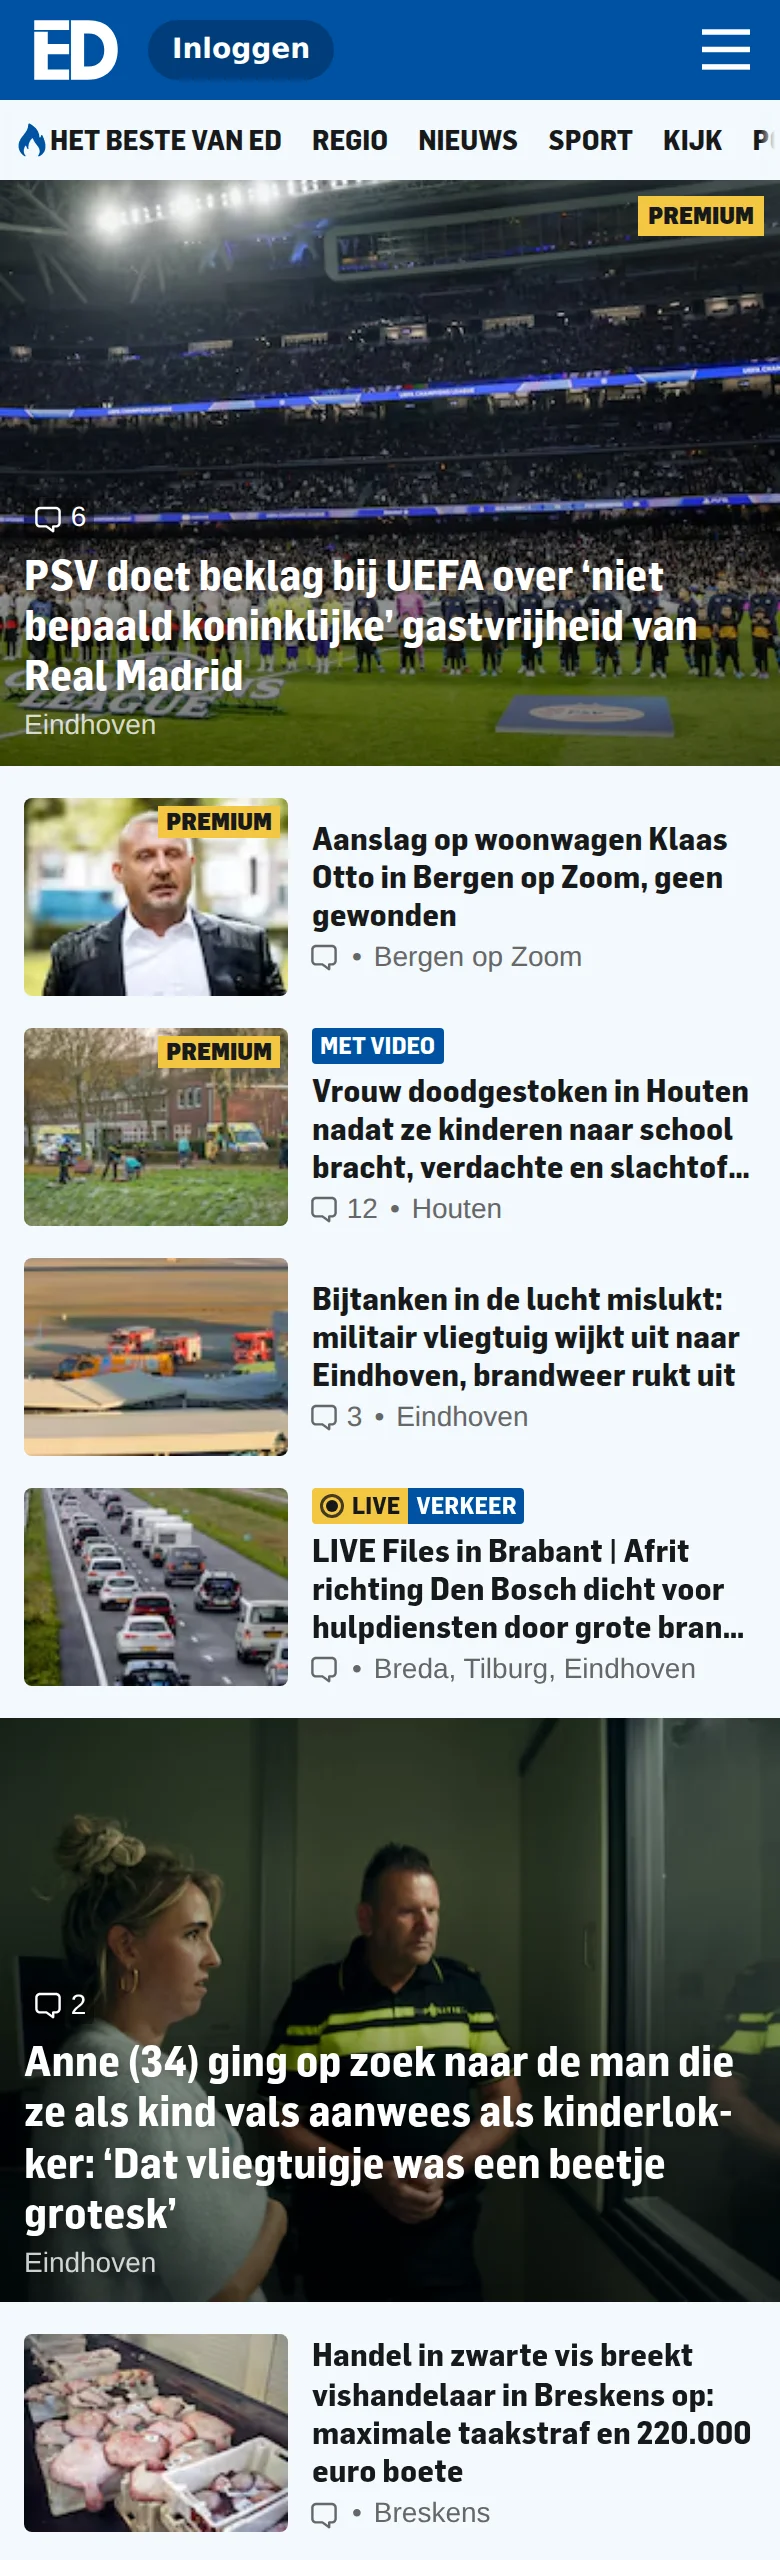 ED
Inloggen
HET BESTE VAN ED REGIO NIEUWS SPORT KIJK
PREMIUM
6
PSV doet beklag bij UEFA over ‘niet
bepaald koninklijke’ gastvrijheid van
Real Madrid
Eindhoven
PREMIUM
Aanslag op woonwagen Klaas
Otto in Bergen op Zoom, geen
gewonden
• Bergen op Zoom
PREMIUM
MET VIDEO
Vrouw doodgestoken in Houten
nadat ze kinderen naar school
bracht, verdachte en slachtof...
12 • Houten
Bijtanken in de lucht mislukt:
militair vliegtuig wijkt uit naar
Eindhoven, brandweer rukt uit
3 • Eindhoven
LIVE VERKEER
LIVE Files in Brabant | Afrit
richting Den Bosch dicht voor
hulpdiensten door grote bran...
• Breda, Tilburg, Eindhoven
2
Anne (34) ging op zoek naar de man die
ze als kind vals aanwees als kinderlok-
ker: ‘Dat vliegtuigje was een beetje
grotesk’
Eindhoven
Handel in zwarte vis breekt
vishandelaar in Breskens op:
maximale taakstraf en 220.000
euro boete
• Breskens